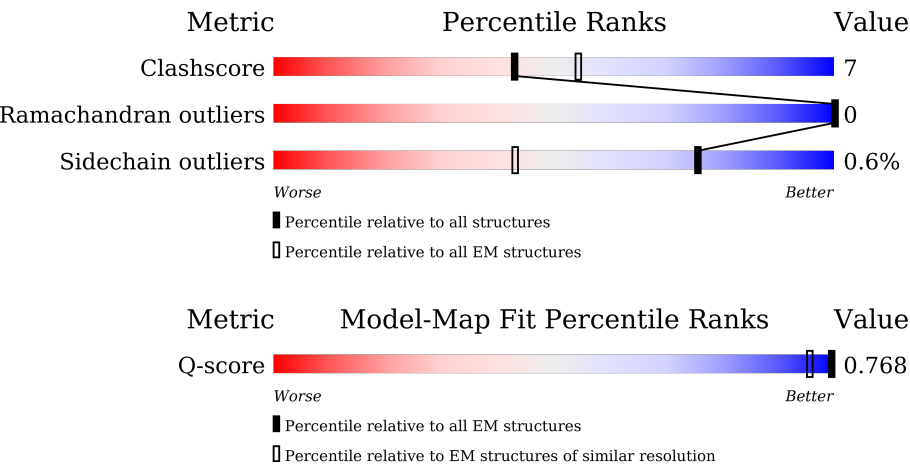 Metric Percentile Ranks Value
Clashscore 7
Ramachandran outliers 0
Sidechain outliers 0.6%
Worse Better
Percentile relative to all structures
Percentile relative to all EM structures
Metric Model-Map Fit Percentile Ranks Value
Q-score 0.768
Worse Better
Percentile relative to all EM structures
Percentile relative to EM structures of similar resolution